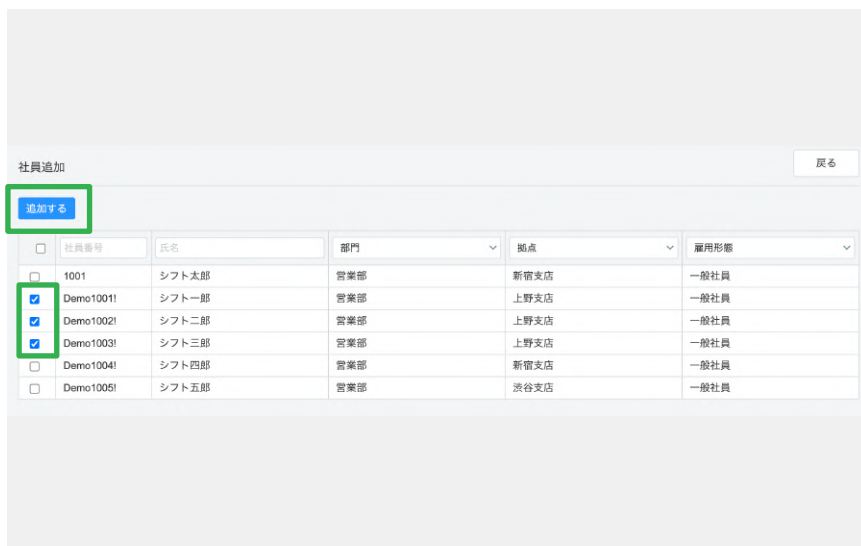 社員追加 戻る
追加する
社員番号 氏名 部門 拠点 雇用形態
1001 シフト太郎 営業部 新宿支店 一般社員
Demo1001! シフト一郎 営業部 上野支店 一般社員
Demo1002! シフト二郎 営業部 上野支店 一般社員
Demo1003! シフト三郎 営業部 上野支店 一般社員
Demo1004! シフト四郎 営業部 新宿支店 一般社員
Demo1005! シフト五郎 営業部 渋谷支店 一般社員